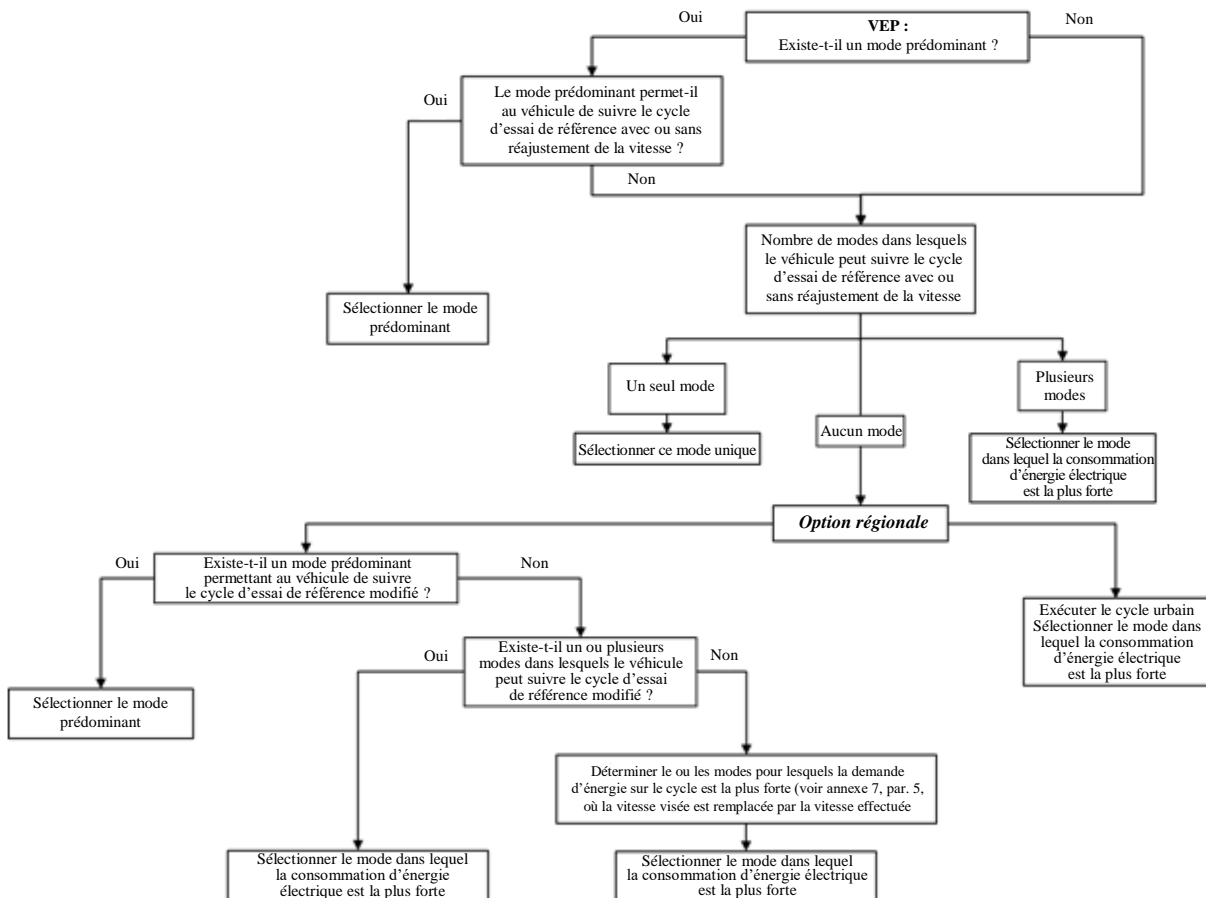 Oui
VEP :
Existe-t-il un mode prédominant ?
Non
Oui
Le mode prédominant permet-il
au véhicule de suivre le cycle
d'essai de référence avec ou sans
réajustement de la vitesse ?
Non
Nombre de modes dans lesquels
le véhicule peut suivre le cycle
d'essai de référence avec ou
sans réajustement de la vitesse
Sélectionner le mode
prédominant
Un seul mode
Plusieurs
modes
Aucun mode
Sélectionner ce mode unique
Sélectionner le mode
dans lequel la consommation
d'énergie électrique
est la plus forte
Option régionale
Oui
Existe-t-il un mode prédominant
permettant au véhicule de suivre
le cycle d'essai de référence modifié ?
Non
Exécuter le cycle urbain
Sélectionner le mode dans
lequel la consommation
d'énergie électrique
est la plus forte
Oui
Existe-t-il un ou plusieurs
modes dans lesquels le véhicule
peut suivre le cycle d'essai
de référence modifié ?
Non
Sélectionner le mode
prédominant
Déterminer le ou les modes pour lesquels la demande
d'énergie sur le cycle est la plus forte (voir annexe 7, par. 5,
où la vitesse visée est remplacée par la vitesse effectuée
Sélectionner le mode dans lequel
la consommation d'énergie
électrique est la plus forte
Sélectionner le mode dans lequel
la consommation d'énergie électrique
est la plus forte